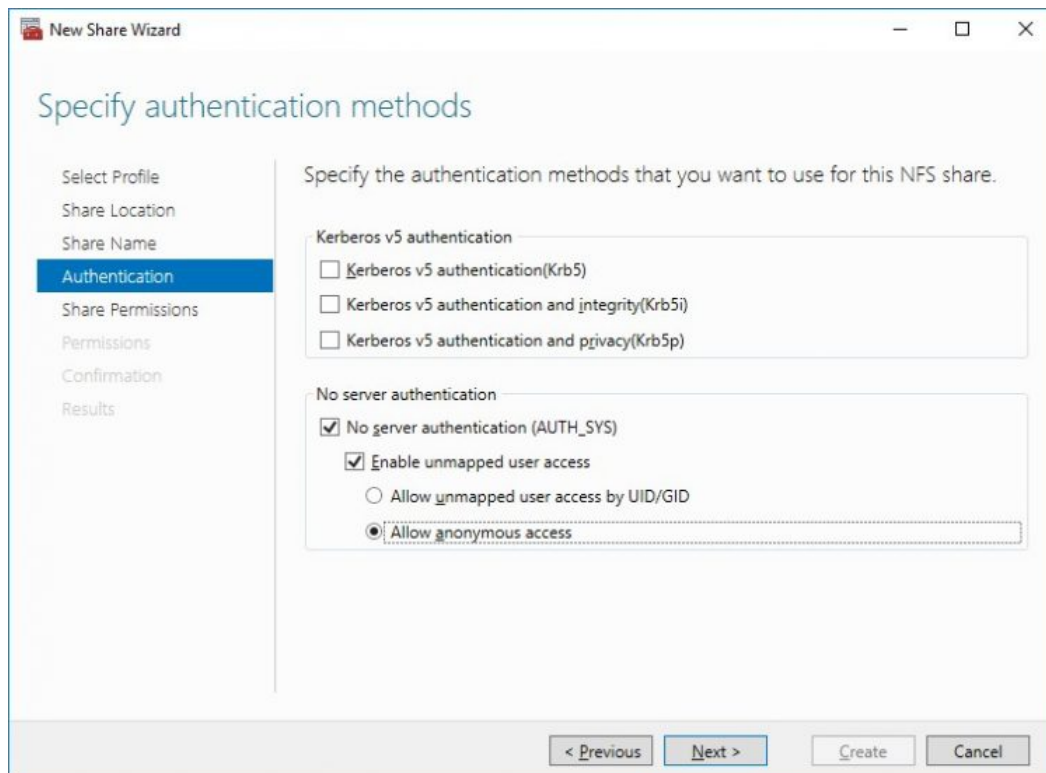 New Share Wizard
Specify authentication methods
Select Profile
Share Location
Share Name
Authentication
Share Permissions
Permissions
Confirmation
Results
Specify the authentication methods that you want to use for this NFS share.
Kerberos v5 authentication
Kerberos v5 authentication(Krb5)
Kerberos v5 authentication and integrity(Krb5i)
Kerberos v5 authentication and privacy(Krb5p)
No server authentication
No server authentication (AUTH_SYS)
Enable unmapped user access
Allow unmapped user access by UID/GID
Allow anonymous access
< Previous
Next >
Create
Cancel